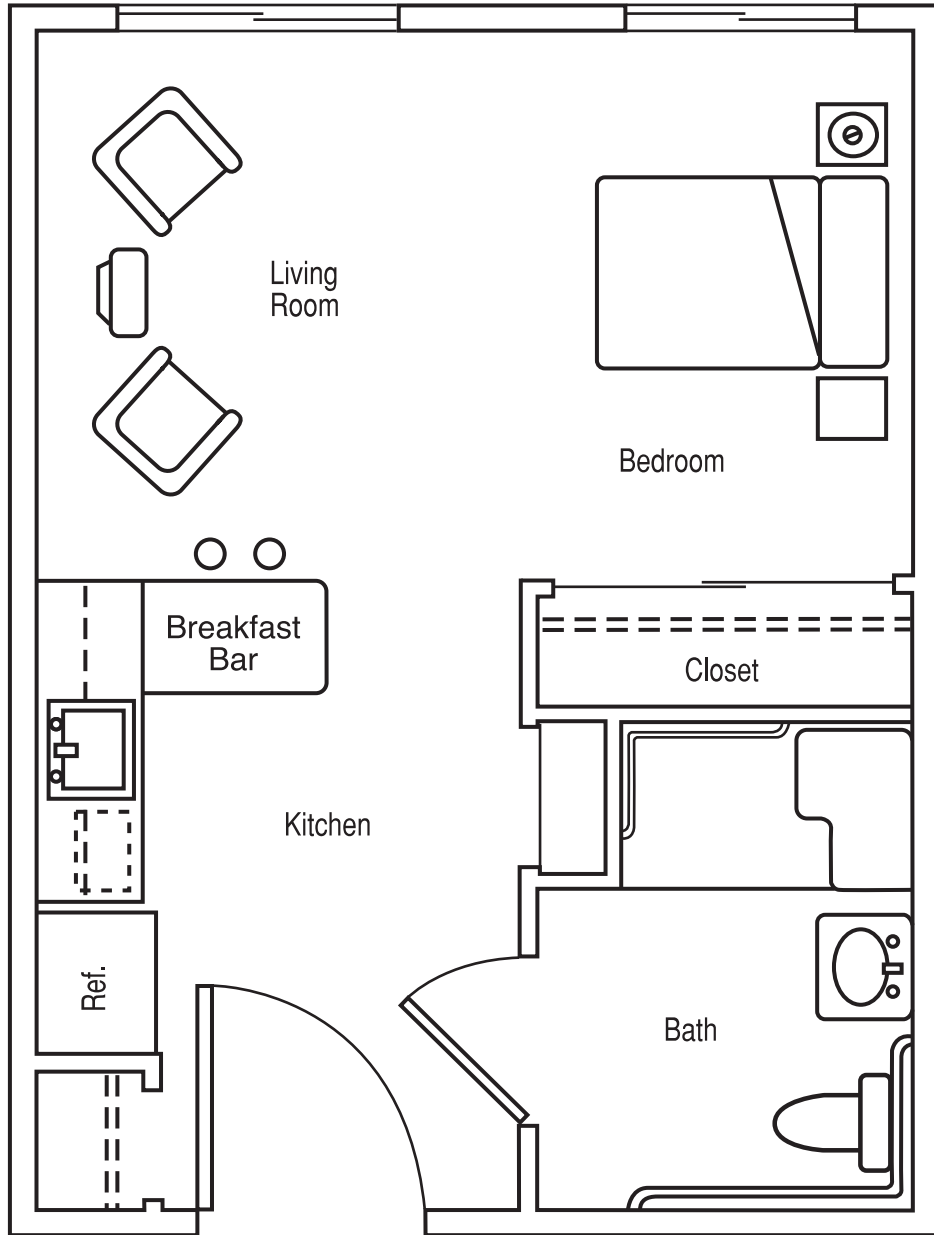 Living
Room
Bedroom
Breakfast
Bar
Closet
Kitchen
Ref.
Bath